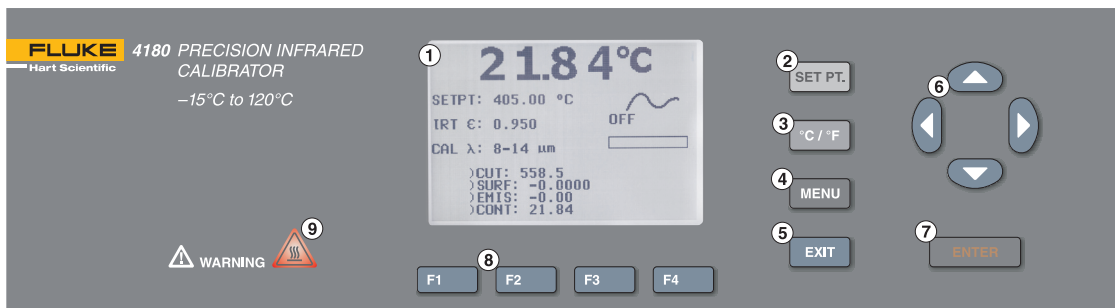 FLUKE
Hart Scientific
4180 PRECISION INFRARED
CALIBRATOR
–15°C to 120°C
1
21.84°C
SETPT: 405.00 °C
OFF
IRT Є: 0.950
CAL λ: 8-14 µm
)CUT: 558.5
)SURF: -0.0000
)EMIS: -0.00
)CONT: 21.84
2
SET PT.
3
°C / °F
4
MENU
5
EXIT
6
7
ENTER
8
F1
F2
F3
F4
9
WARNING